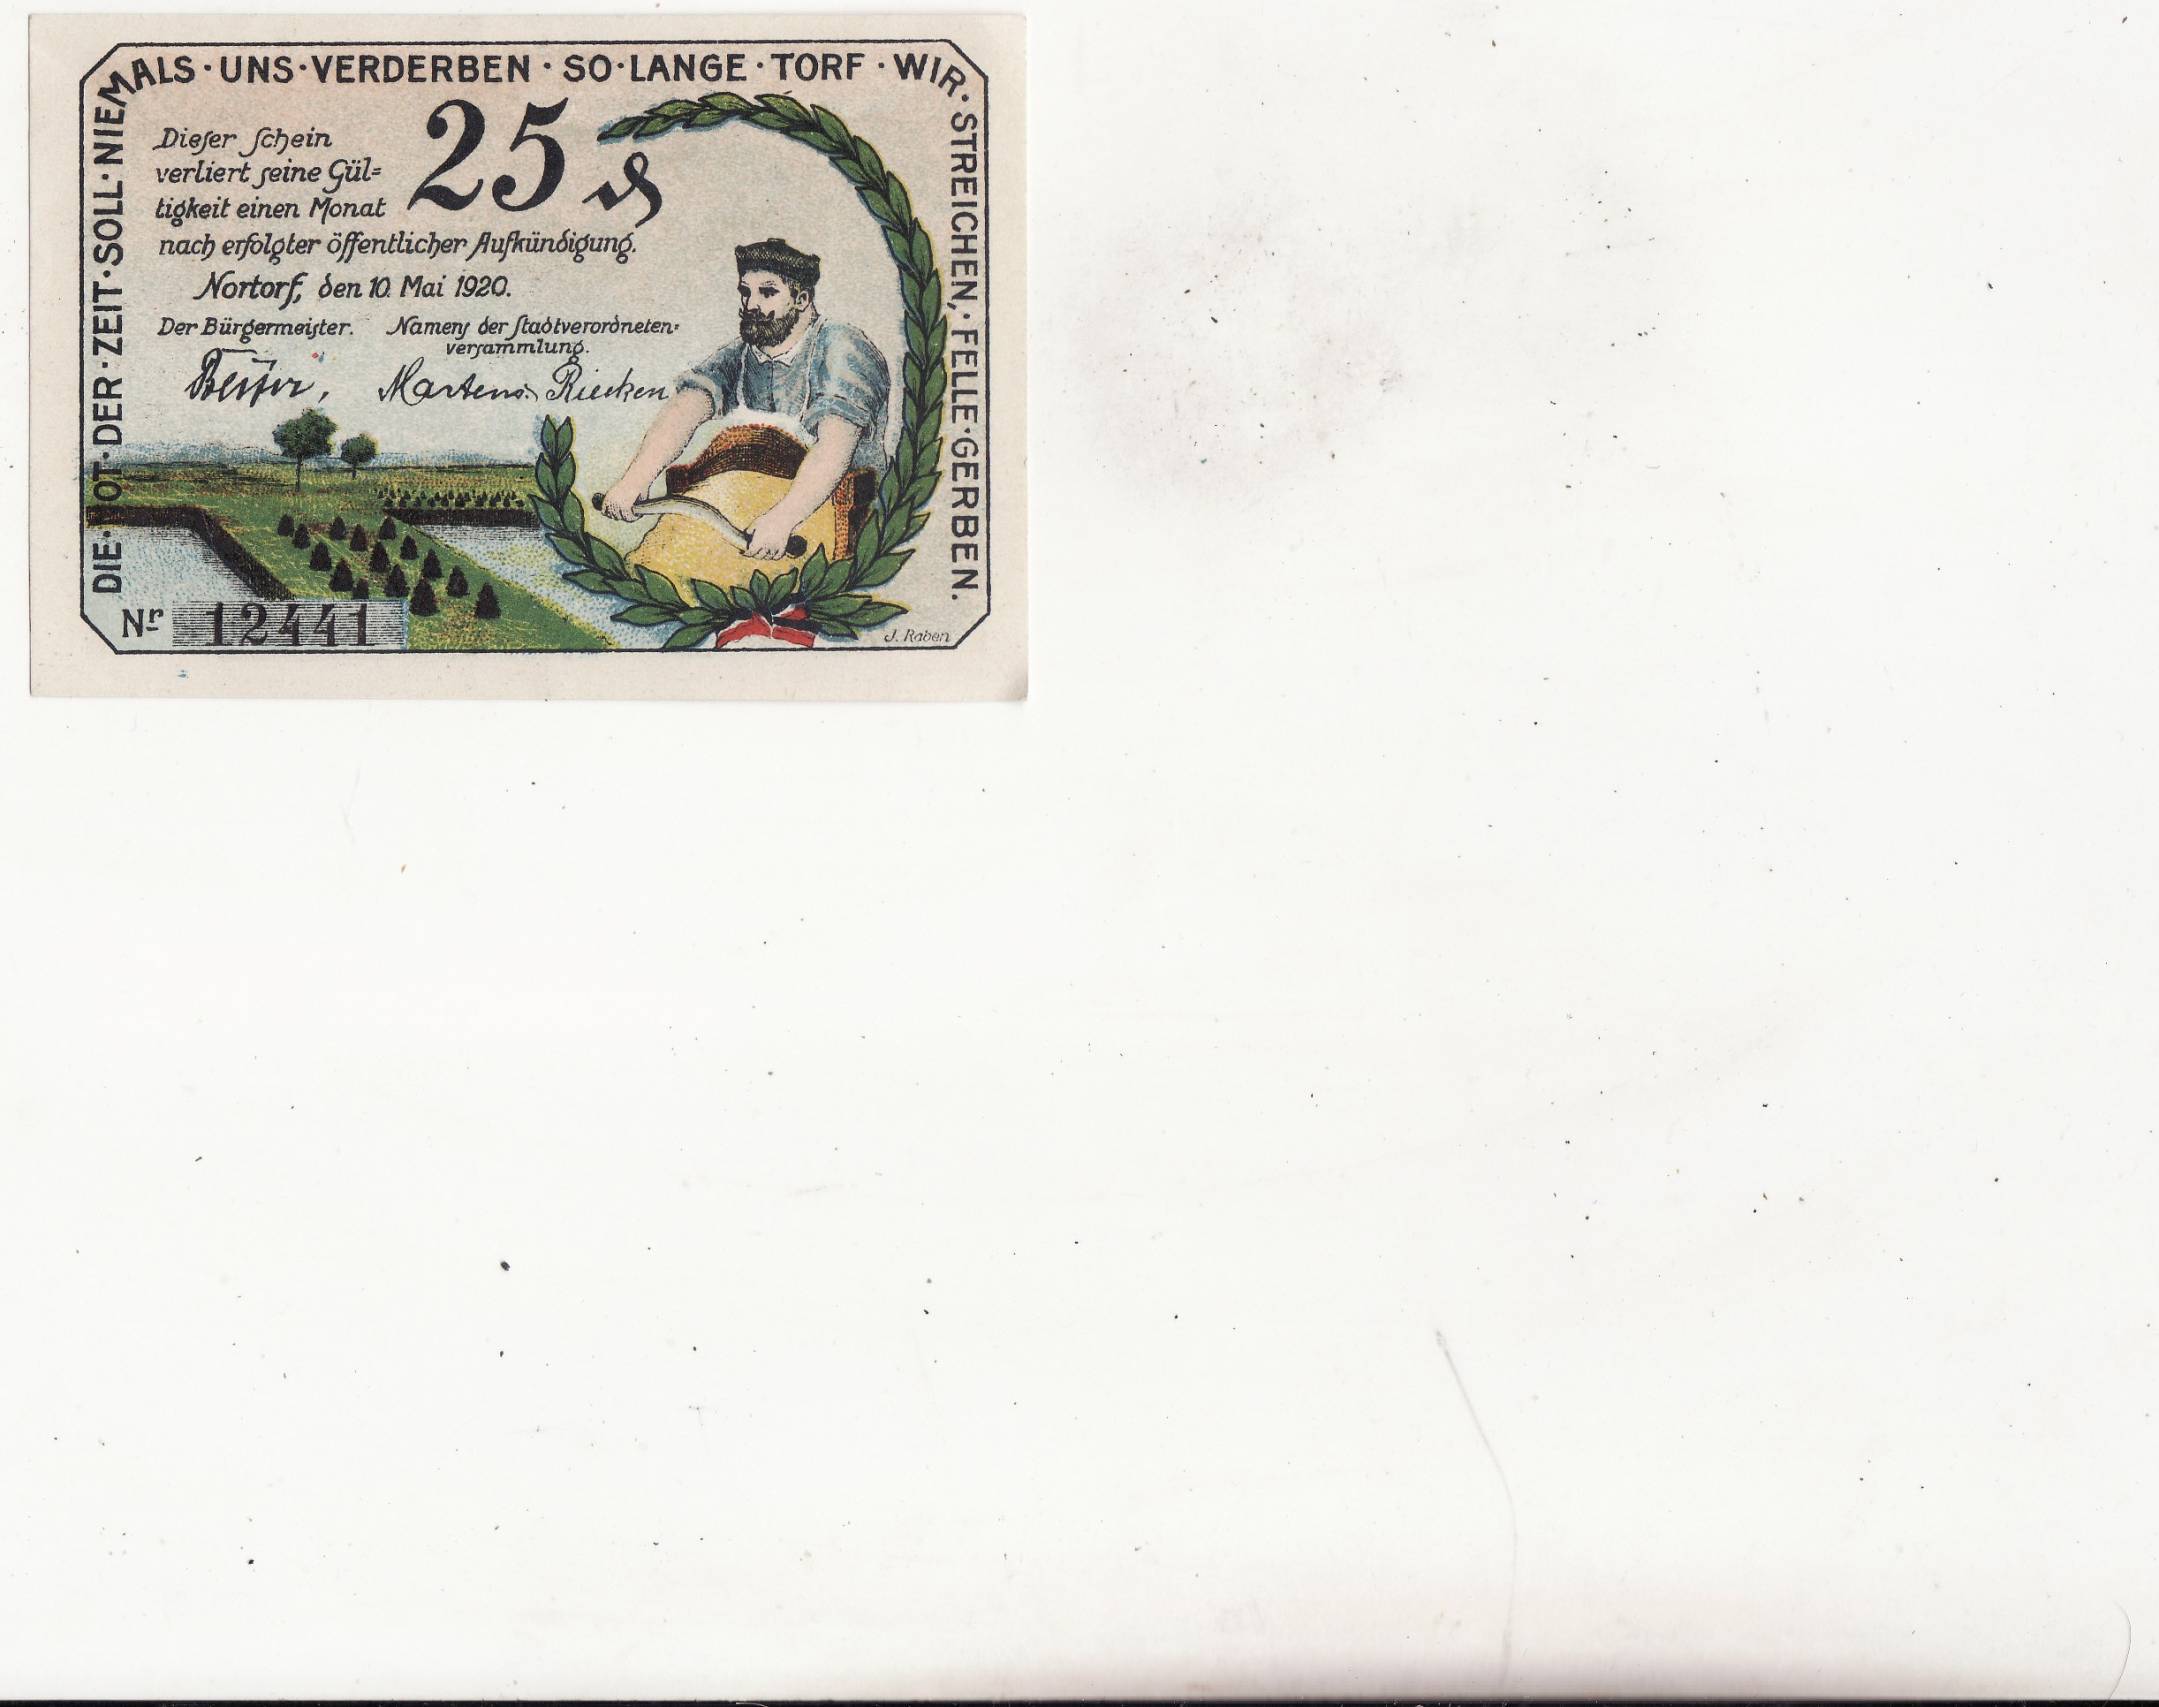 DIE·OT·DER·ZEIT·SOLL·NIEMALS·UNS·VERDERBEN·SO·LANGE·TORF·WIR·STREICHEN,·FELLE·GERBEN.
25 ₰
Dieser Schein
verliert seine Gül=
tigkeit einen Monat
nach erfolgter öffentlicher Aufkündigung.
Nortorf, den 10. Mai 1920.
Der Bürgermeister. Namens der Stadtverordneten=
versammlung.
Martens. Riecken
Nr 12441
J. Raben